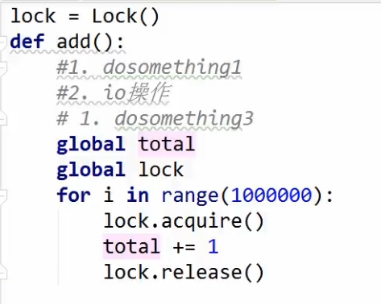 lock = Lock()
def add():
    #1. dosomething1
    #2. io操作
    # 1. dosomething3
    global total
    global lock
    for i in range(1000000):
        lock.acquire()
        total += 1
        lock.release()